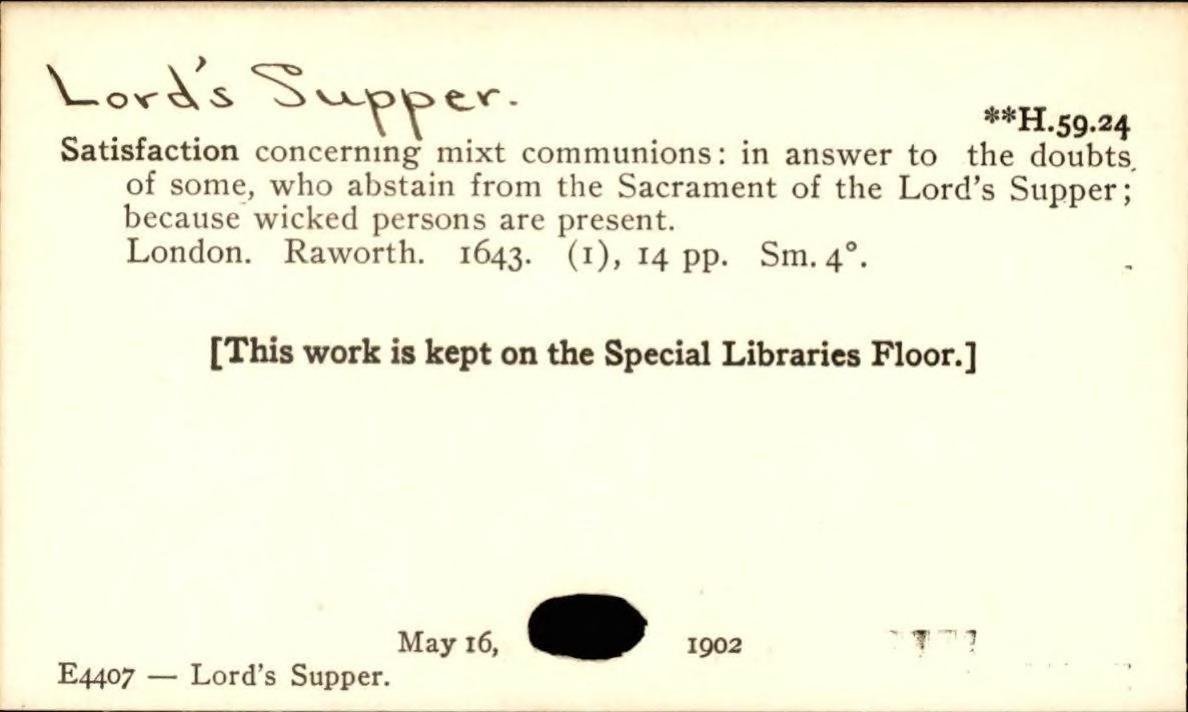 Lord's Supper.
**H.59.24
Satisfaction concerning mixt communions: in answer to the doubts
of some, who abstain from the Sacrament of the Lord's Supper;
because wicked persons are present.
London. Raworth. 1643. (1), 14 pp. Sm. 4°.
[This work is kept on the Special Libraries Floor.]
May 16, 1902
E4407 — Lord's Supper.